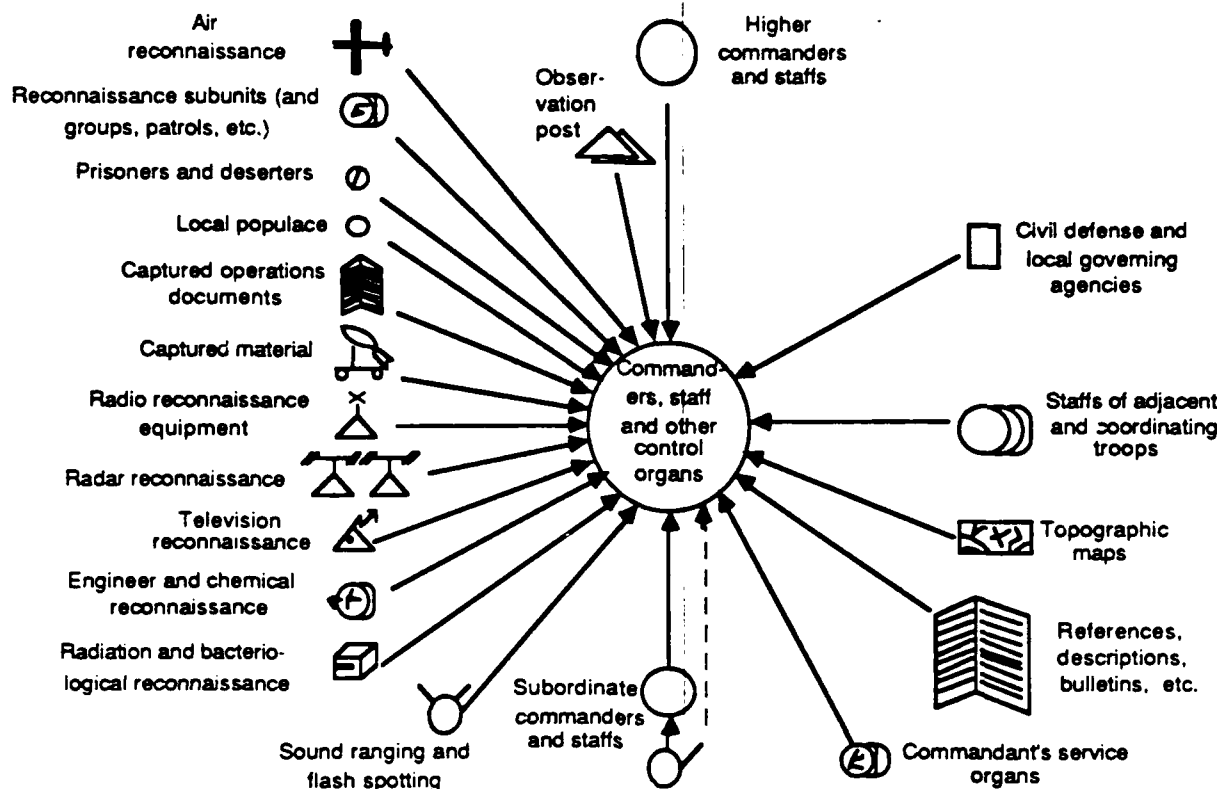 Air
reconnaissance
Reconnaissance subunits (and
groups, patrols, etc.)
Prisoners and deserters
Local populace
Captured operations
documents
Captured material
Radio reconnaissance
equipment
Radar reconnaissance
Television
reconnaissance
Engineer and chemical
reconnaissance
Radiation and bacterio-
logical reconnaissance
Sound ranging and
flash spotting
Obser-
vation
post
Higher
commanders
and staffs
Command-
ers, staff
and other
control
organs
Subordinate
commanders
and staffs
Civil defense and
local governing
agencies
Staffs of adjacent
and coordinating
troops
Topographic
maps
References,
descriptions,
bulletins, etc.
k
Commandant's service
organs